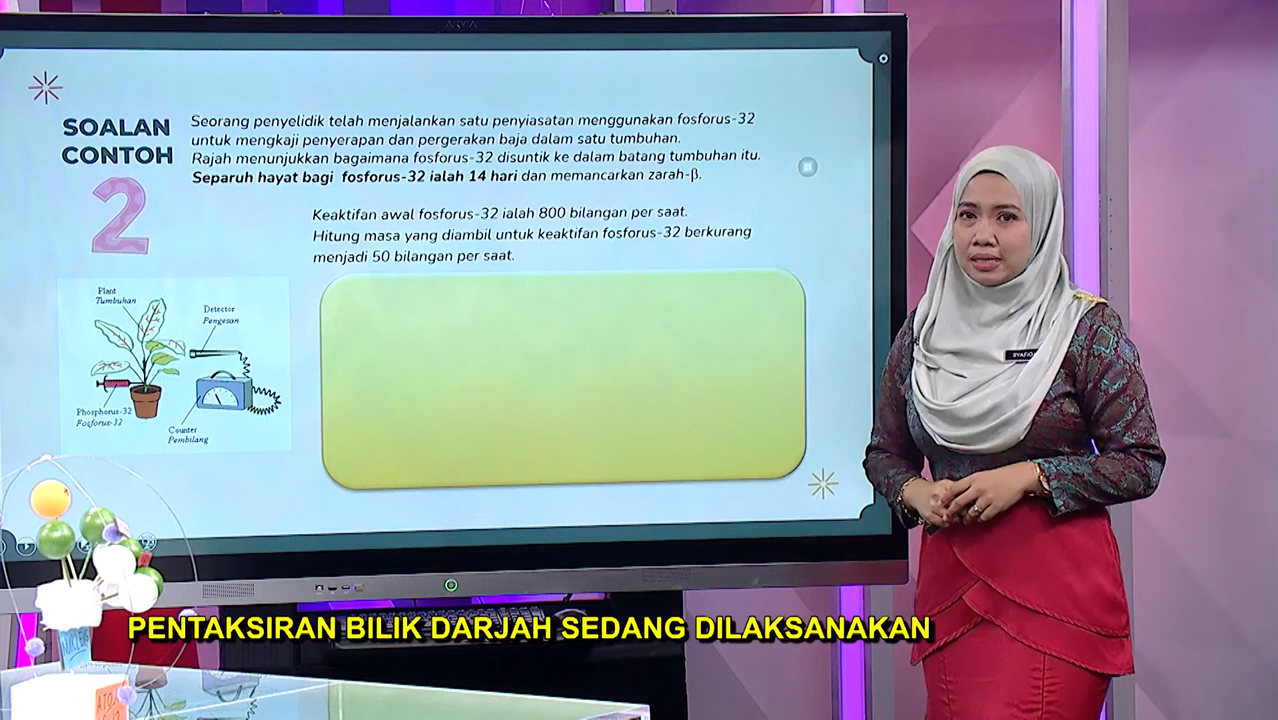 ARVIA
SOALAN
CONTOH
2
Seorang penyelidik telah menjalankan satu penyiasatan menggunakan fosforus-32
untuk mengkaji penyerapan dan pergerakan baja dalam satu tumbuhan.
Rajah menunjukkan bagaimana fosforus-32 disuntik ke dalam batang tumbuhan itu.
Separuh hayat bagi fosforus-32 ialah 14 hari dan memancarkan zarah-β.
Keaktifan awal fosforus-32 ialah 800 bilangan per saat.
Hitung masa yang diambil untuk keaktifan fosforus-32 berkurang
menjadi 50 bilangan per saat.
Plant
Tumbuhan
Detector
Pengesan
Phosphorus-32
Fosforus-32
Counter
Pembilang
PENTAKSIRAN BILIK DARJAH SEDANG DILAKSANAKAN